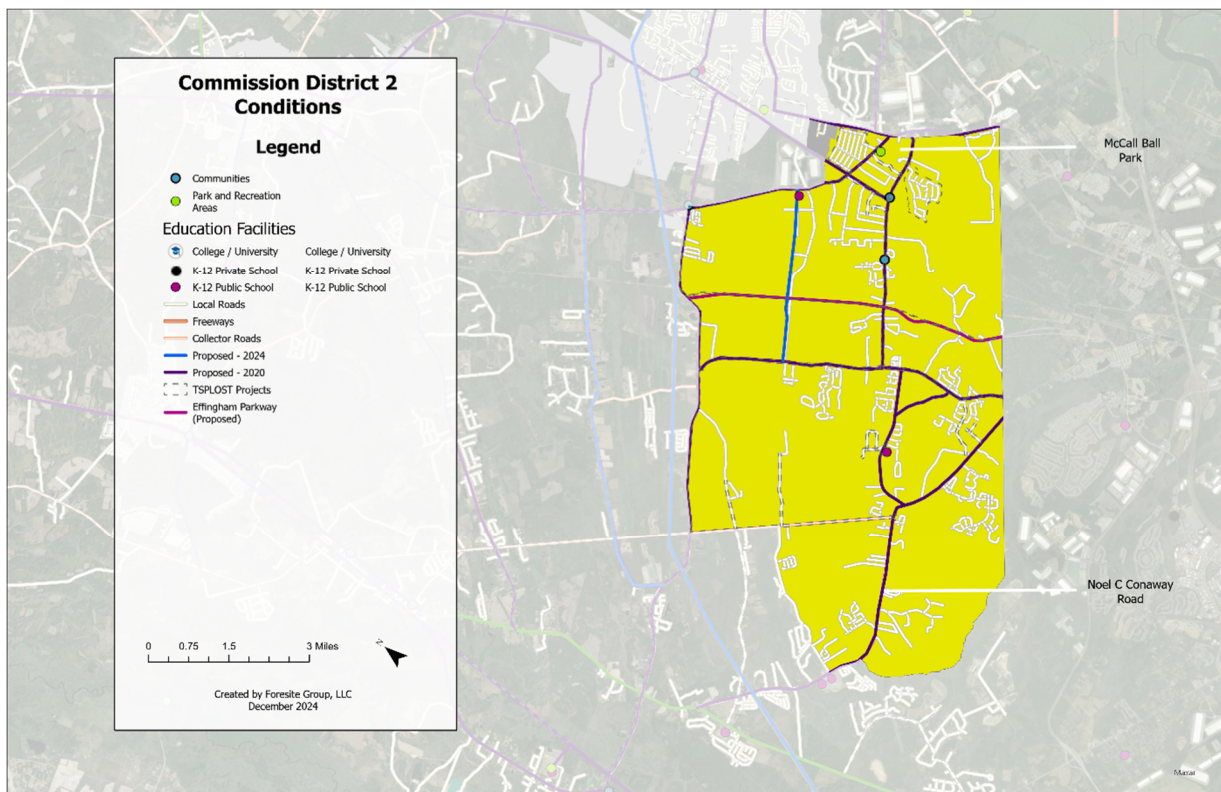 Commission District 2
Conditions
Legend
Communities
Park and Recreation
Areas
Education Facilities
College / University College / University
K-12 Private School K-12 Private School
K-12 Public School K-12 Public School
Local Roads
Freeways
Collector Roads
Proposed - 2024
Proposed - 2020
TSPLOST Projects
Effingham Parkway
(Proposed)
0 0.75 1.5 3 Miles
N
Created by Foresite Group, LLC
December 2024
McCall Ball
Park
Noel C Conaway
Road
Maxar